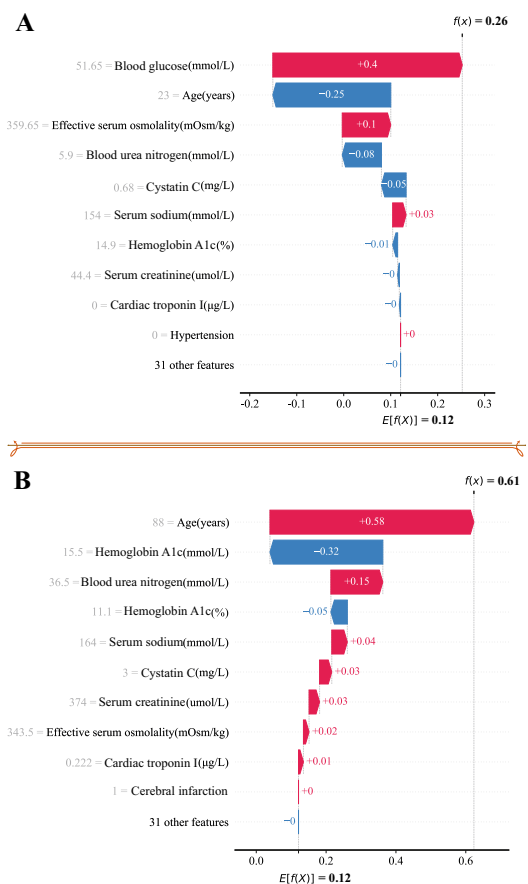 A
f(x) = 0.26
51.65 = Blood glucose(mmol/L)
+0.4
23 = Age(years)
−0.25
359.65 = Effective serum osmolality(mOsm/kg)
+0.1
5.9 = Blood urea nitrogen(mmol/L)
−0.08
0.68 = Cystatin C(mg/L)
−0.05
154 = Serum sodium(mmol/L)
+0.03
14.9 = Hemoglobin A1c(%)
−0.01
44.4 = Serum creatinine(umol/L)
−0
0 = Cardiac troponin I(μg/L)
−0
0 = Hypertension
+0
31 other features
−0
-0.2 -0.1 0.0 0.1 0.2 0.3
E[f(X)] = 0.12
B
f(x) = 0.61
88 = Age(years)
+0.58
15.5 = Hemoglobin A1c(mmol/L)
−0.32
36.5 = Blood urea nitrogen(mmol/L)
+0.15
11.1 = Hemoglobin A1c(%)
−0.05
164 = Serum sodium(mmol/L)
+0.04
3 = Cystatin C(mg/L)
+0.03
374 = Serum creatinine(umol/L)
+0.03
343.5 = Effective serum osmolality(mOsm/kg)
+0.02
0.222 = Cardiac troponin I(μg/L)
+0.01
1 = Cerebral infarction
+0
31 other features
−0
0.0 0.2 0.4 0.6
E[f(X)] = 0.12